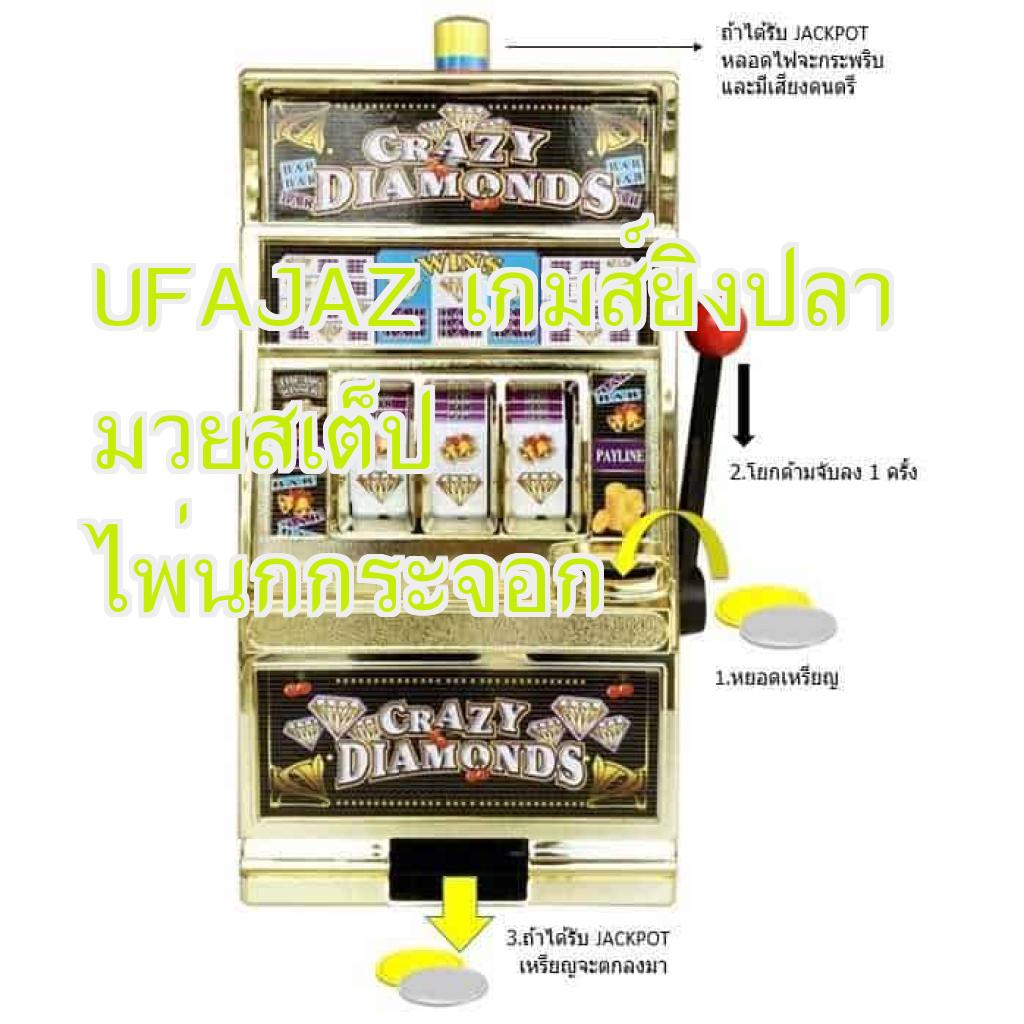 ถ้าได้รับ JACKPOT
หลอดไฟจะกระพริบ
และมีเสียงดนตรี
CRAZY
DIAMONDS
WINS
UFAJAZ เกมส์ยิงปลา
มวยสเต็ป
PAYLINE
2.โยกด้ามจับลง 1 ครั้ง
ไพ่นกกระจอก
1.หยอดเหรียญ
CRAZY
DIAMONDS
3.ถ้าได้รับ JACKPOT
เหรียญจะตกลงมา